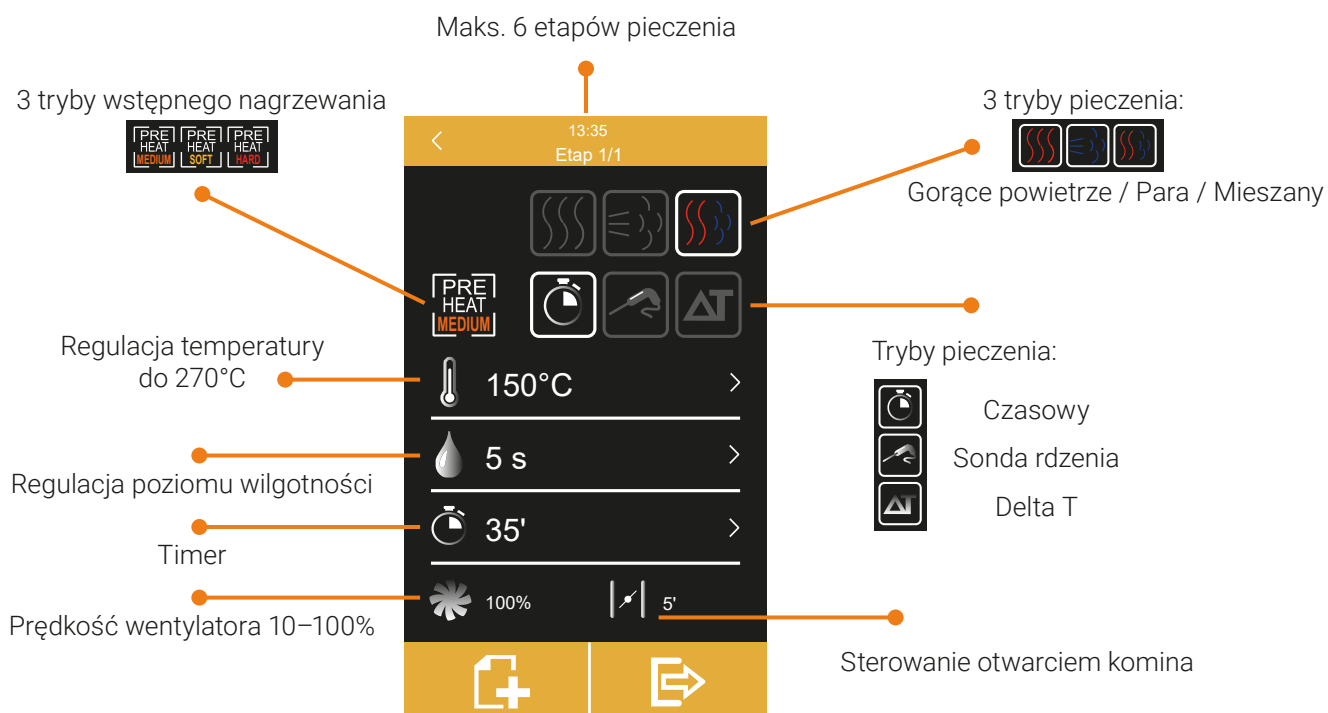 Maks. 6 etapów pieczenia
3 tryby wstępnego nagrzewania
PRE HEAT MEDIUM
PRE HEAT SOFT
PRE HEAT HARD
3 tryby pieczenia:
Gorące powietrze / Para / Mieszany
13:35
Etap 1/1
PRE
HEAT
MEDIUM
ΔT
Regulacja temperatury
do 270°C
150°C
Regulacja poziomu wilgotności
5 s
Timer
35'
Prędkość wentylatora 10–100%
100%
5'
Tryby pieczenia:
Czasowy
Sonda rdzenia
ΔT
Delta T
Sterowanie otwarciem komina